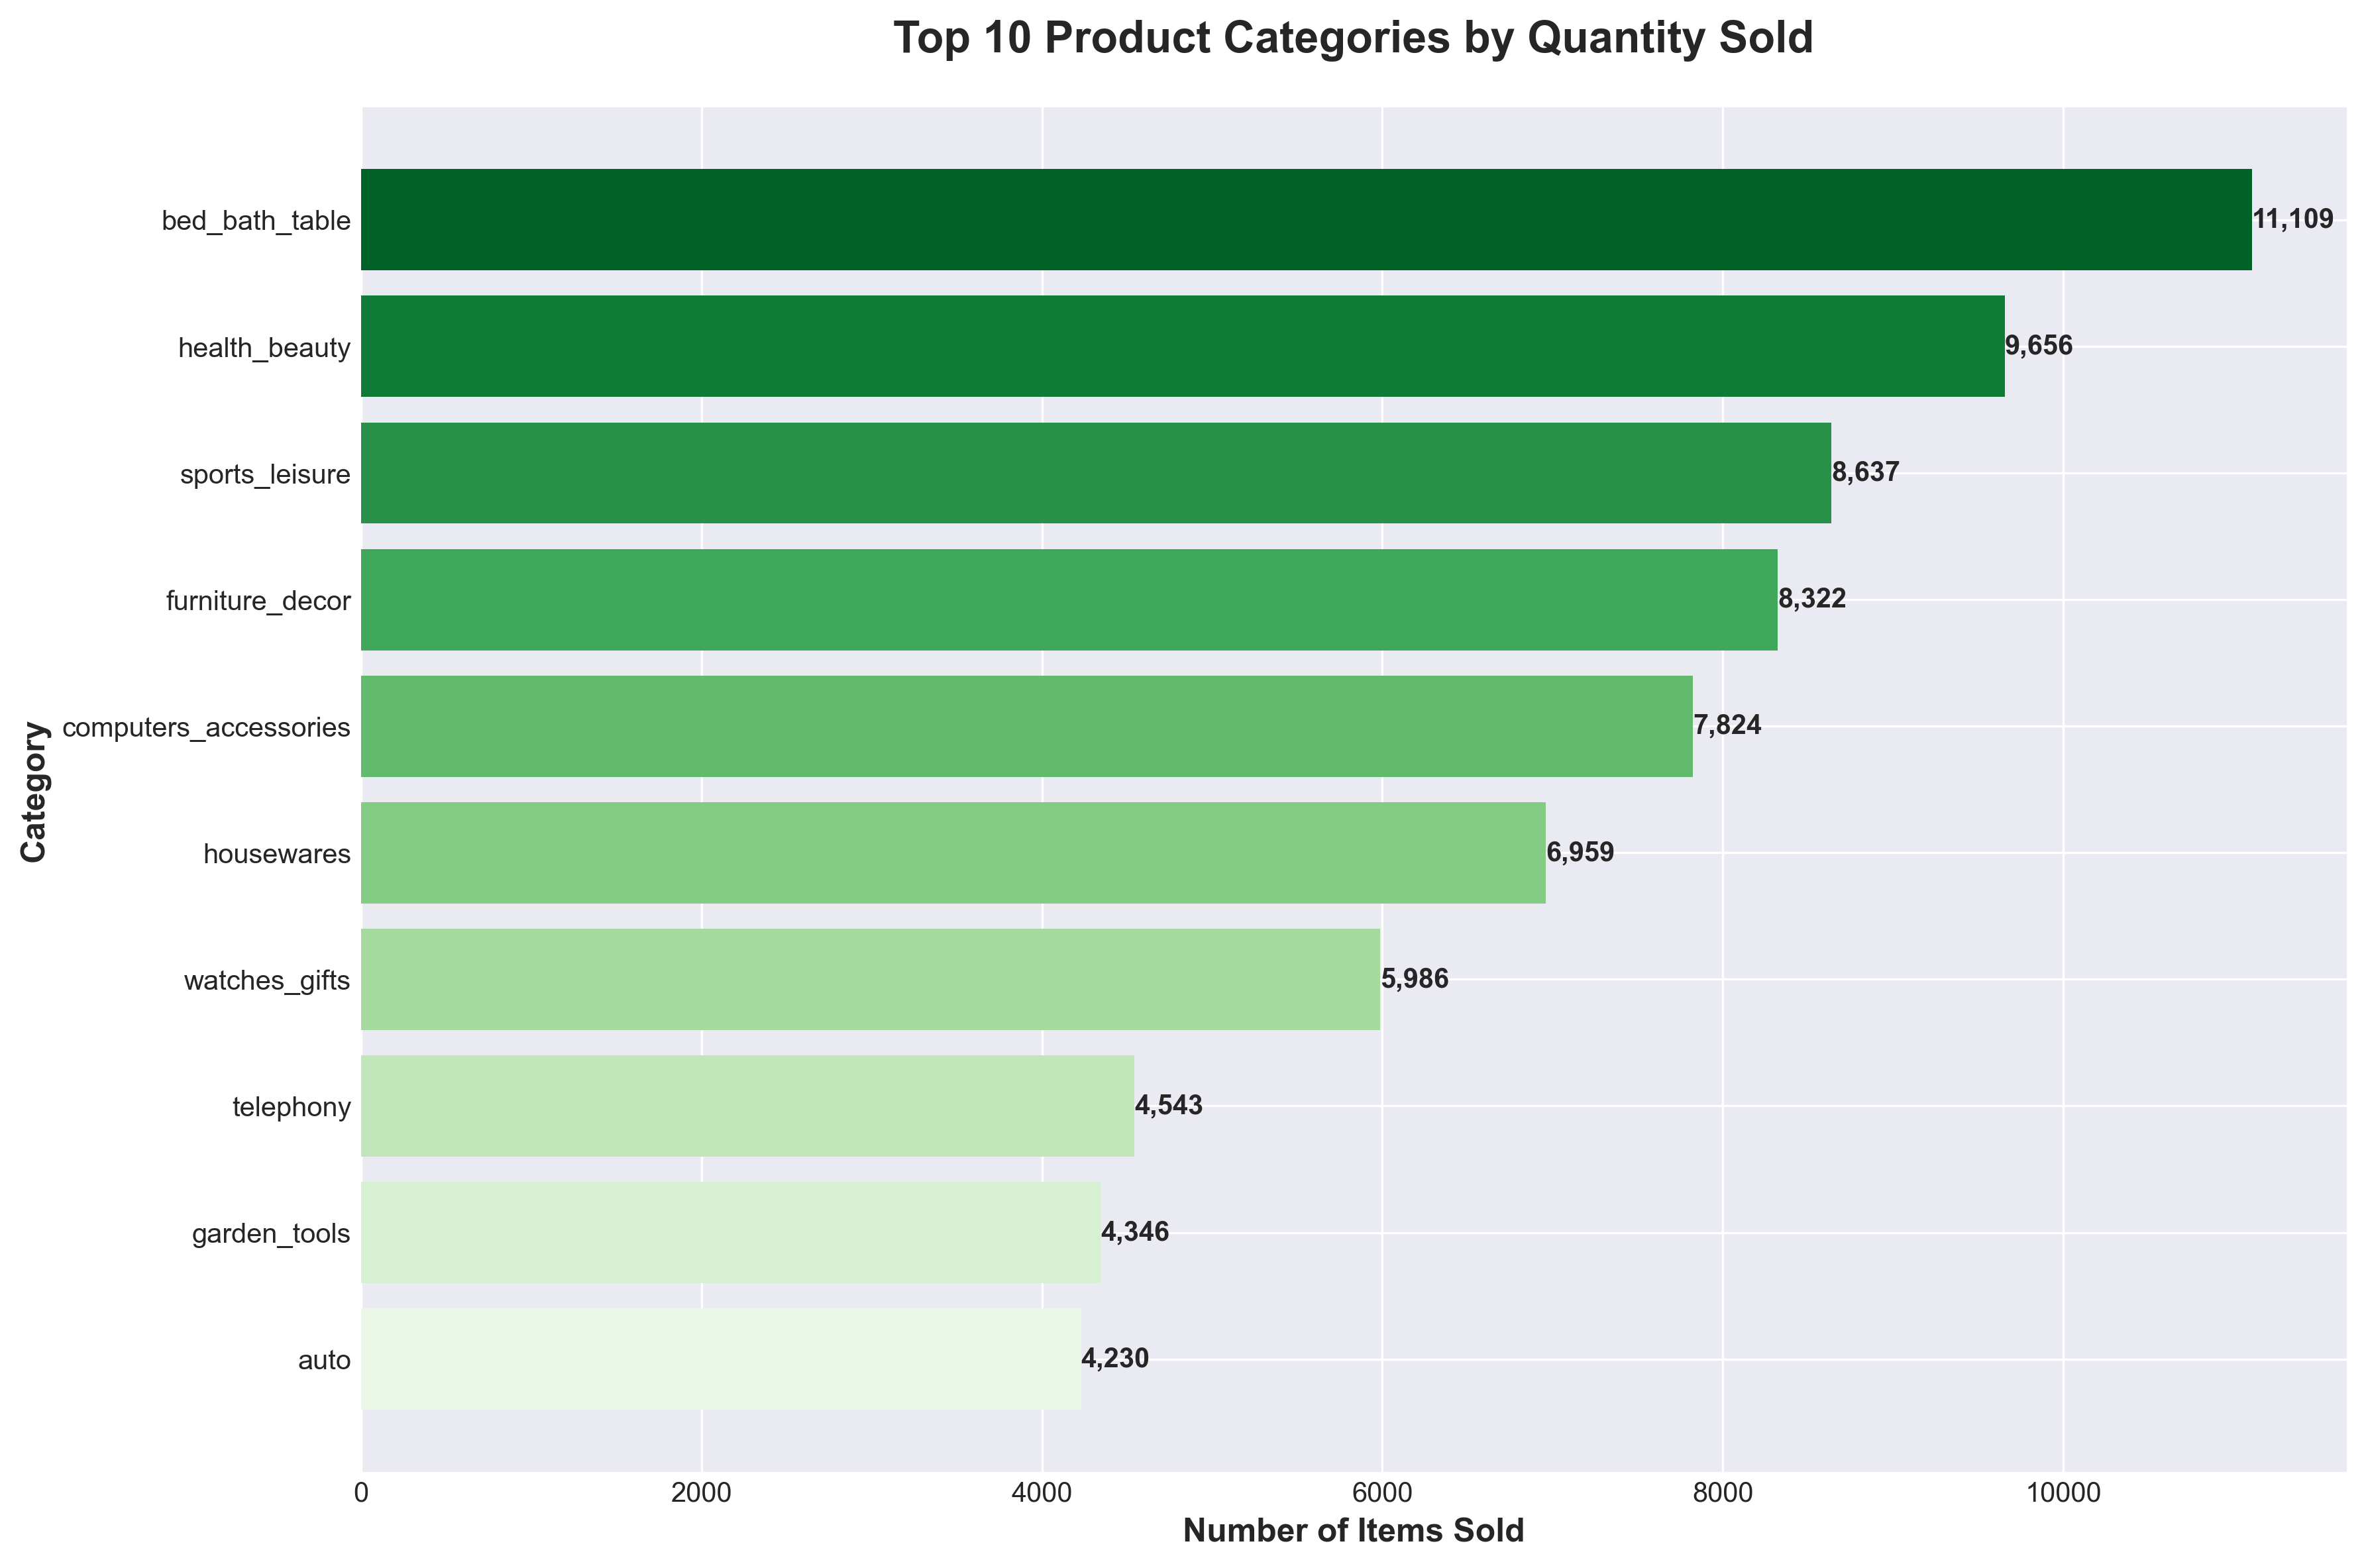 Top 10 Product Categories by Quantity Sold
Category
bed_bath_table 11,109
health_beauty 9,656
sports_leisure 8,637
furniture_decor 8,322
computers_accessories 7,824
housewares 6,959
watches_gifts 5,986
telephony 4,543
garden_tools 4,346
auto 4,230
0 2000 4000 6000 8000 10000
Number of Items Sold